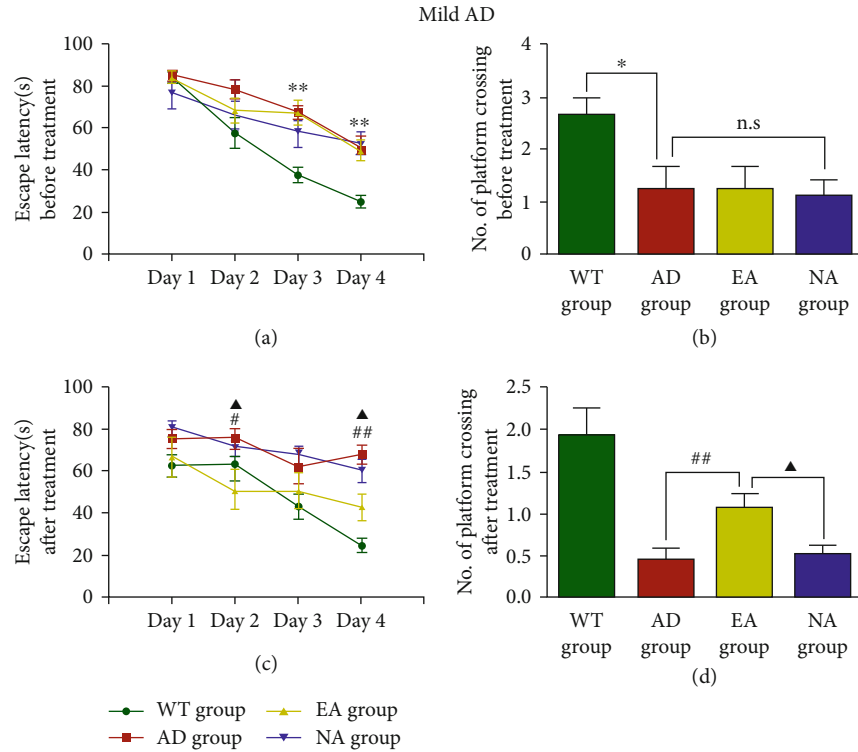 Mild AD
Escape latency(s)
before treatment
100
80
60
40
20
0
**
**
Day 1 Day 2 Day 3 Day 4
(a)
No. of platform crossing
before treatment
4
3
2
1
0
*
n.s
WT
group
AD
group
EA
group
NA
group
(b)
Escape latency(s)
after treatment
100
80
60
40
20
0
▲
#
▲
##
Day 1 Day 2 Day 3 Day 4
(c)
No. of platform crossing
after treatment
2.5
2.0
1.5
1.0
0.5
0.0
##
▲
WT
group
AD
group
EA
group
NA
group
(d)
WT group
AD group
EA group
NA group